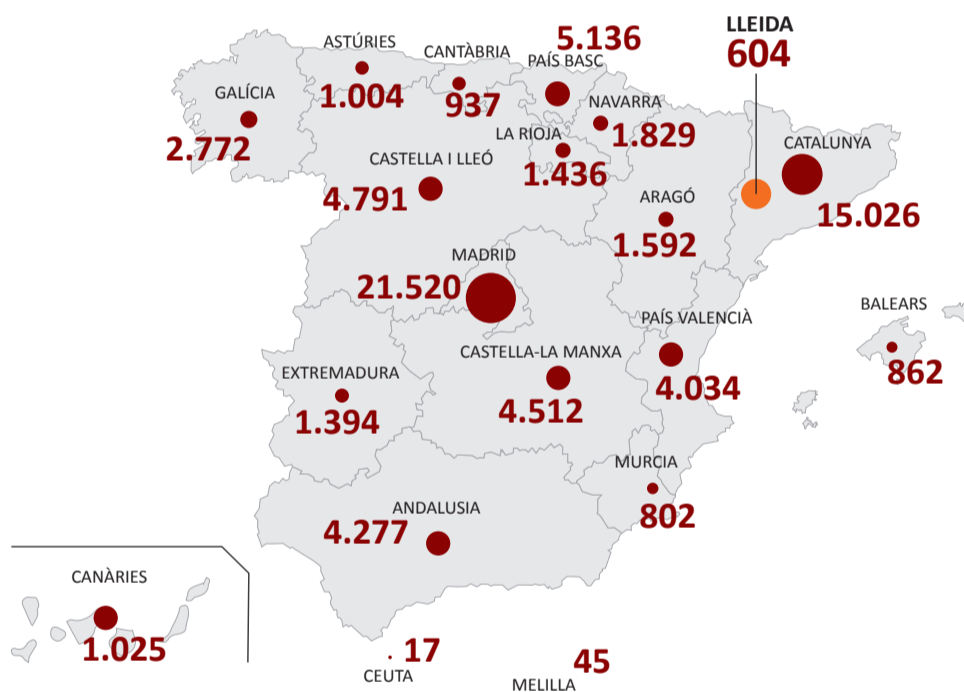 ASTÚRIES
1.004
CANTÀBRIA
937
5.136
PAÍS BASC
LLEIDA
604
GALÍCIA
2.772
NAVARRA
1.829
LA RIOJA
1.436
CATALUNYA
15.026
CASTELLA I LLEÓ
4.791
ARAGÓ
1.592
MADRID
21.520
PAÍS VALENCIÀ
4.034
BALEARS
862
CASTELLA-LA MANXA
4.512
EXTREMADURA
1.394
MURCIA
802
ANDALUSIA
4.277
CANÀRIES
1.025
17
CEUTA
45
MELILLA